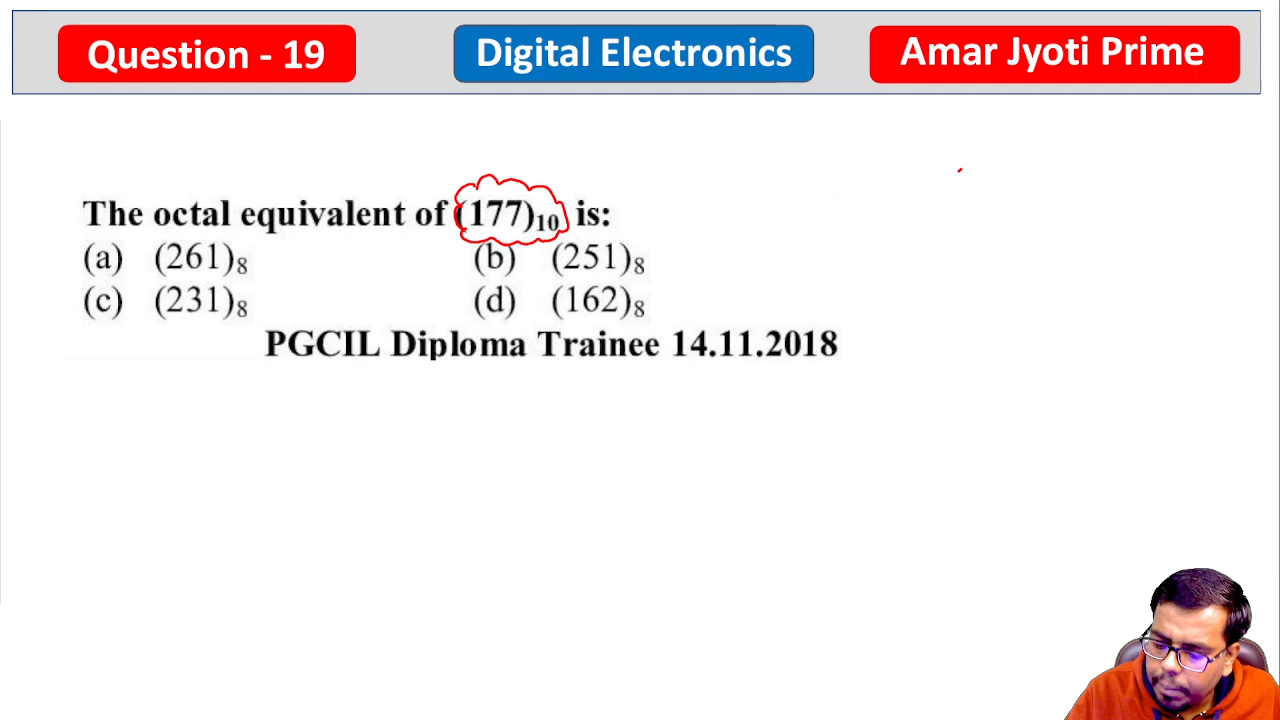 Question - 19 Digital Electronics Amar Jyoti Prime
The octal equivalent of (177)₁₀ is:
(a) (261)₈ (b) (251)₈
(c) (231)₈ (d) (162)₈
PGCIL Diploma Trainee 14.11.2018